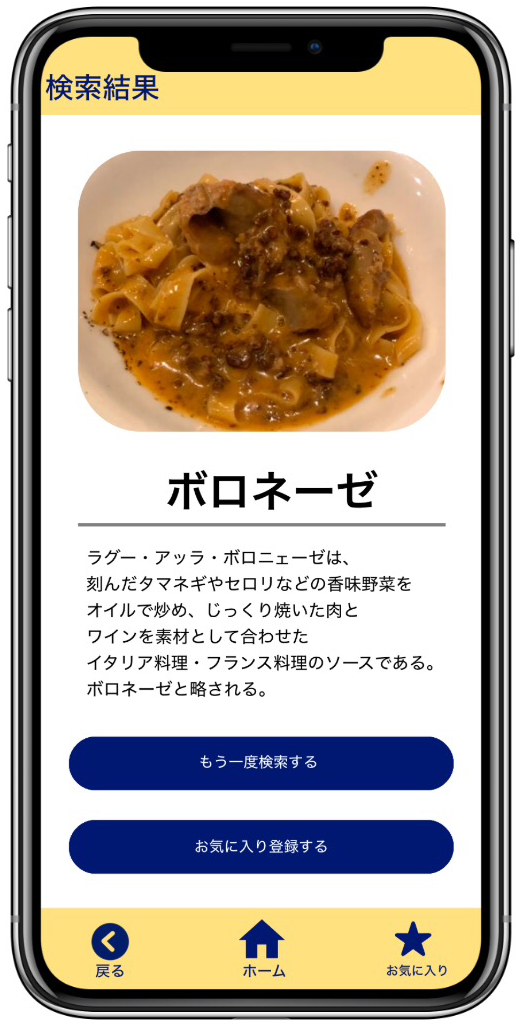 検索結果
ボロネーゼ
ラグー・アッラ・ボロニェーゼは、
刻んだタマネギやセロリなどの香味野菜を
オイルで炒め、じっくり焼いた肉と
ワインを素材として合わせた
イタリア料理・フランス料理のソースである。
ボロネーゼと略される。
もう一度検索する
お気に入り登録する
戻る
ホーム
お気に入り